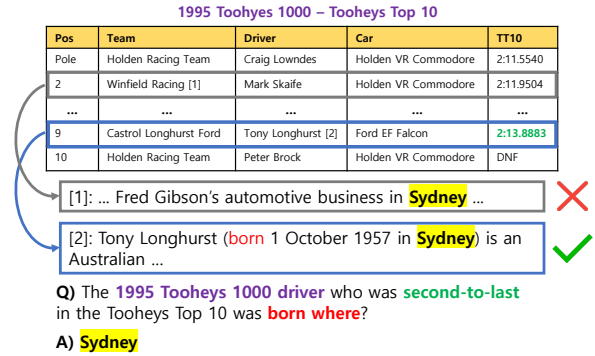 1995 Toohyes 1000 – Tooheys Top 10
Pos Team Driver Car TT10
Pole Holden Racing Team Craig Lowndes Holden VR Commodore 2:11.5540
2 Winfield Racing [1] Mark Skaife Holden VR Commodore 2:11.9504
... ... ... ... ...
9 Castrol Longhurst Ford Tony Longhurst [2] Ford EF Falcon 2:13.8883
10 Holden Racing Team Peter Brock Holden VR Commodore DNF
[1]: ... Fred Gibson's automotive business in Sydney ...
[2]: Tony Longhurst (born 1 October 1957 in Sydney) is an
Australian ...
Q) The 1995 Tooheys 1000 driver who was second-to-last
in the Tooheys Top 10 was born where?
A) Sydney